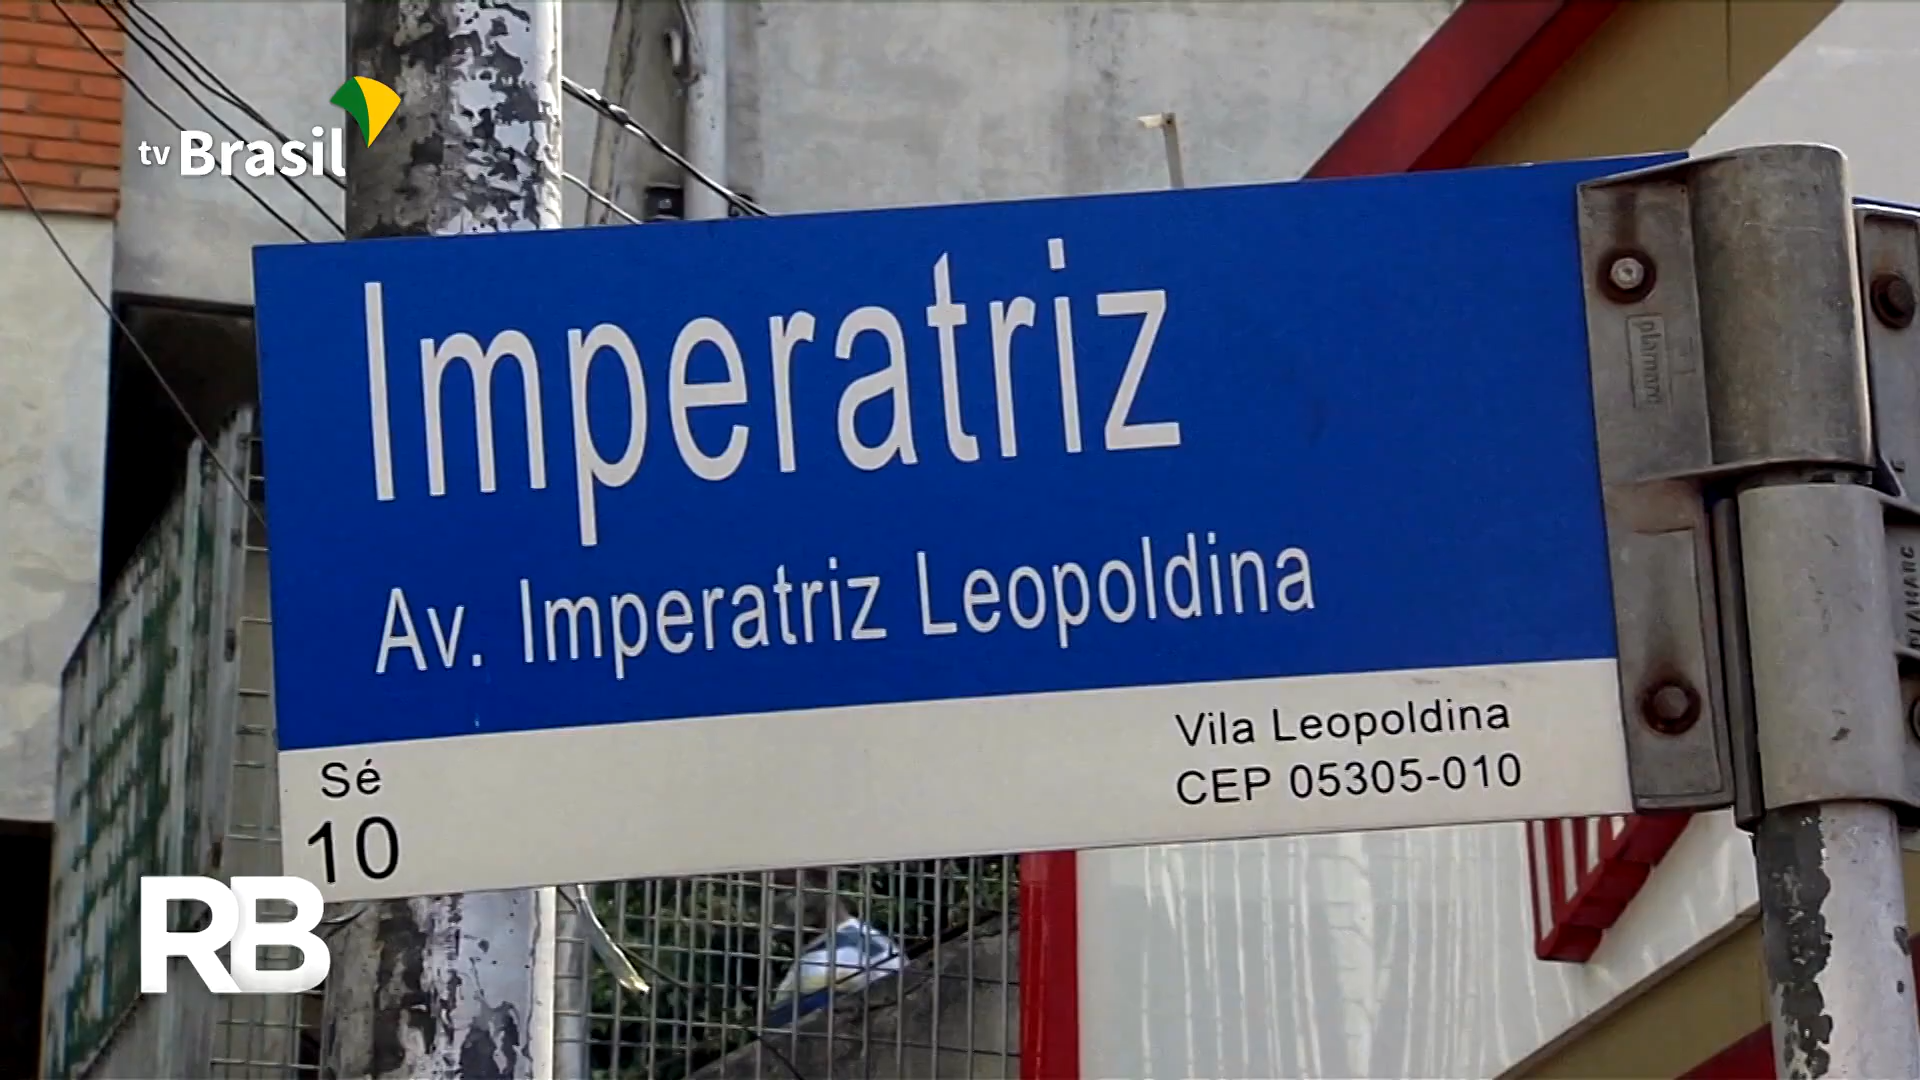 tv Brasil
Imperatriz
Av. Imperatriz Leopoldina
Vila Leopoldina
Sé
CEP 05305-010
10
RB